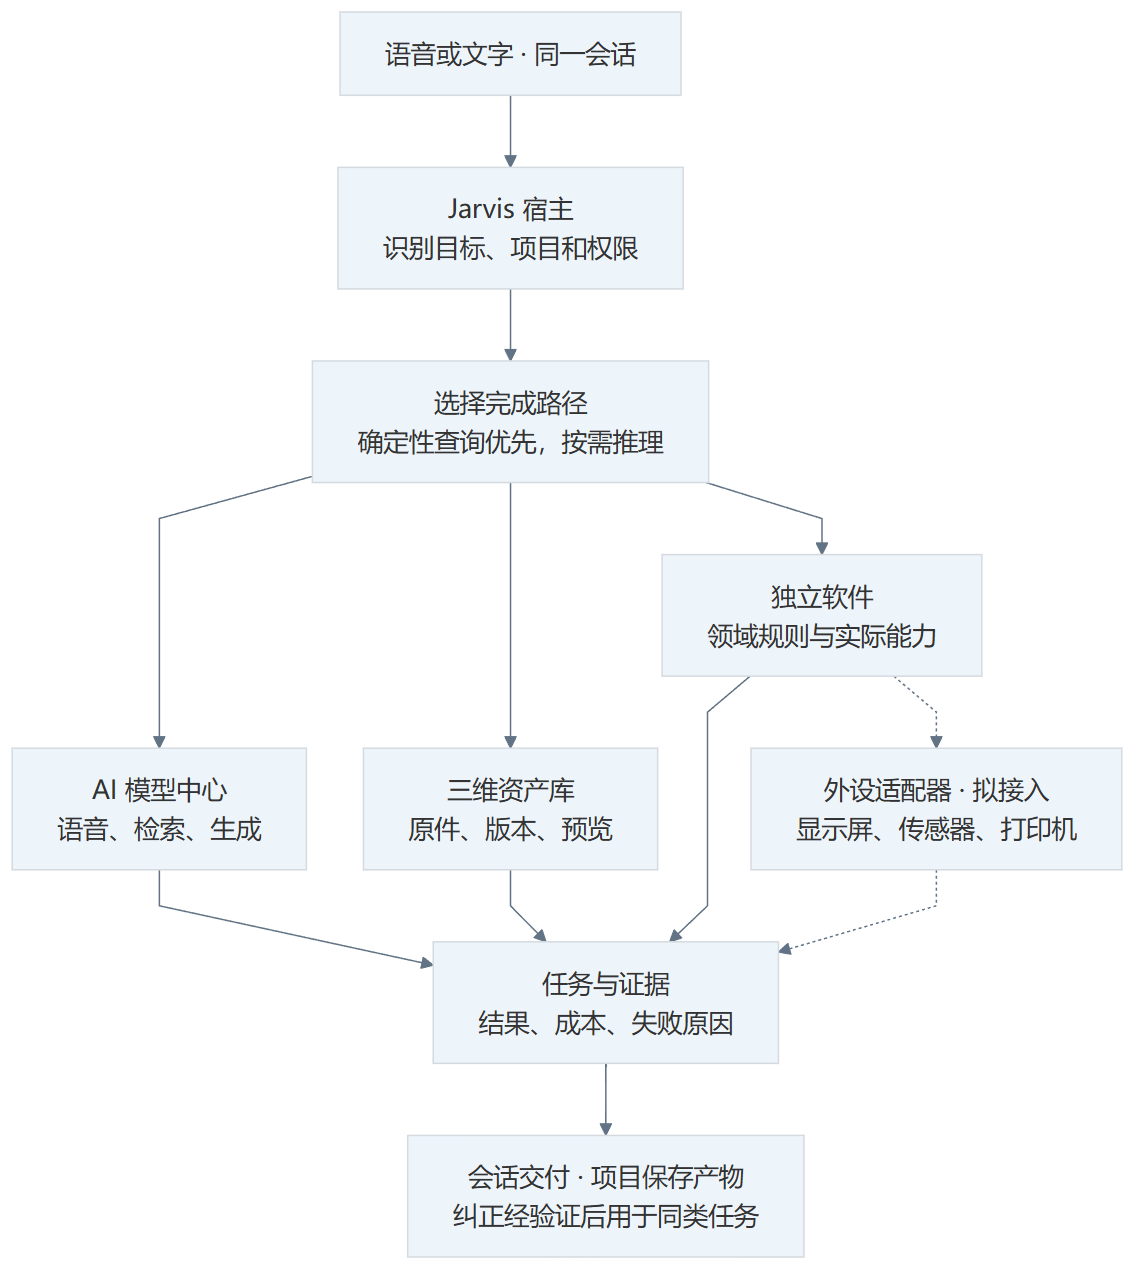 语音或文字 · 同一会话
Jarvis 宿主
识别目标、项目和权限
选择完成路径
确定性查询优先，按需推理
独立软件
领域规则与实际能力
AI 模型中心
语音、检索、生成
三维资产库
原件、版本、预览
外设适配器 · 拟接入
显示屏、传感器、打印机
任务与证据
结果、成本、失败原因
会话交付 · 项目保存产物
纠正经验证后用于同类任务